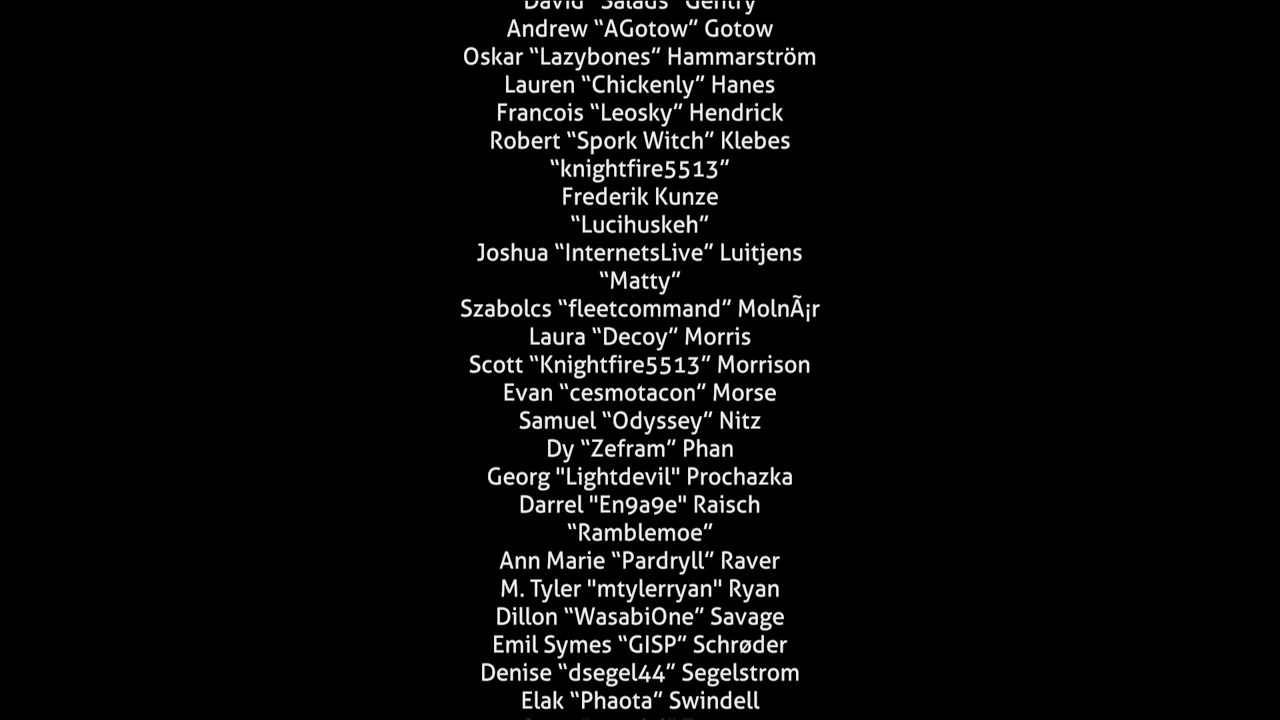 David “Salads” Gentry
Andrew “AGotow” Gotow
Oskar “Lazybones” Hammarström
Lauren “Chickenly” Hanes
Francois “Leosky” Hendrick
Robert “Spork Witch” Klebes
“knightfire5513”
Frederik Kunze
“Lucihuskeh”
Joshua “InternetsLive” Luitjens
“Matty”
Szabolcs “fleetcommand” MolnÃ¡r
Laura “Decoy” Morris
Scott “Knightfire5513” Morrison
Evan “cesmotacon” Morse
Samuel “Odyssey” Nitz
Dy “Zefram” Phan
Georg "Lightdevil" Prochazka
Darrel "En9a9e" Raisch
“Ramblemoe”
Ann Marie “Pardryll” Raver
M. Tyler "mtylerryan" Ryan
Dillon “WasabiOne” Savage
Emil Symes “GISP” Schrøder
Denise “dsegel44” Segelstrom
Elak “Phaota” Swindell